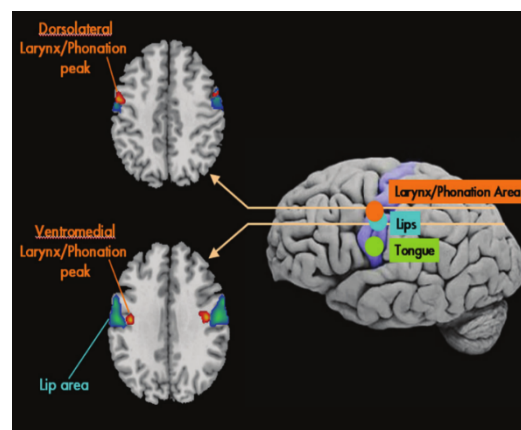 Dorsolateral
Larynx/Phonation
peak
Larynx/Phonation Area
Lips
Tongue
Ventromedial
Larynx/Phonation
peak
Lip area